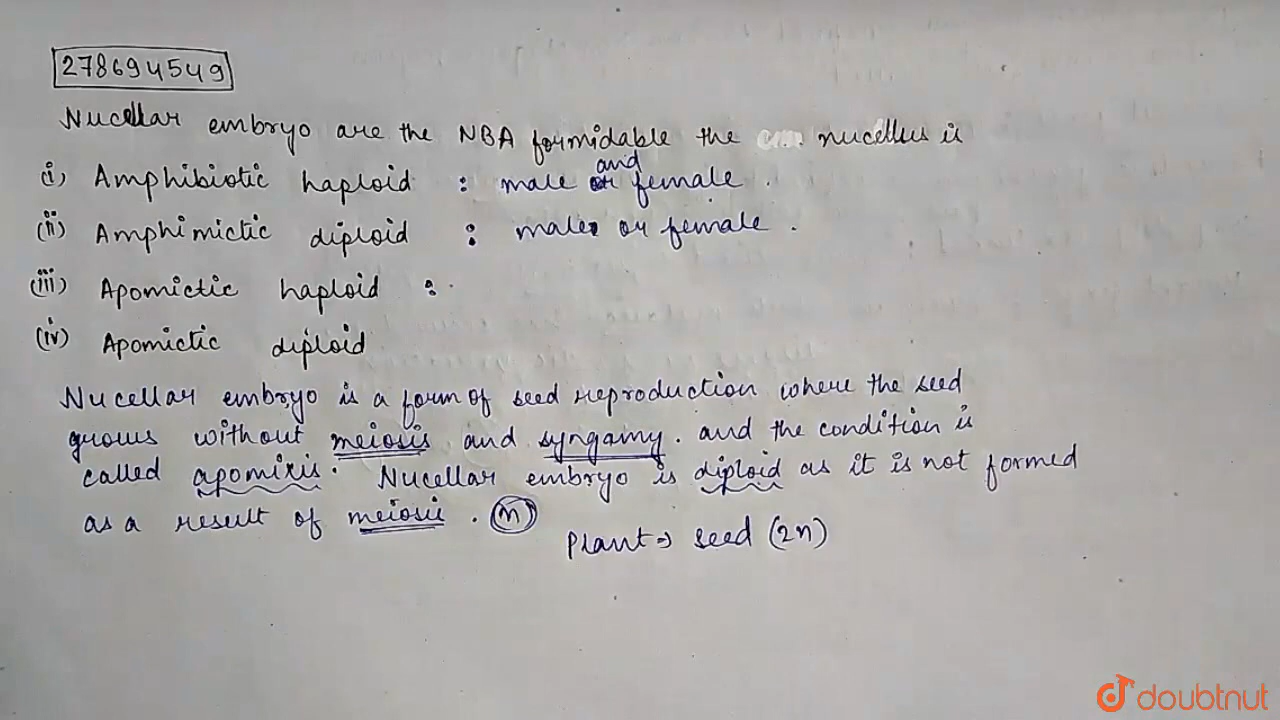 278694549
Nucellar embryo are the NBA formidable the nucellus is
(i) Amphibiotic haploid : male and female .
(ii) Amphimictic diploid : male or female .
(iii) Apomictic haploid :
(iv) Apomictic diploid
Nucellar embryo is a form of seed reproduction where the seed
grows without meiosis and syngamy. and the condition is
called apomixis. Nucellar embryo is diploid as it is not formed
as a result of meiosis . (n)
Plant => seed (2n)
doubtnut